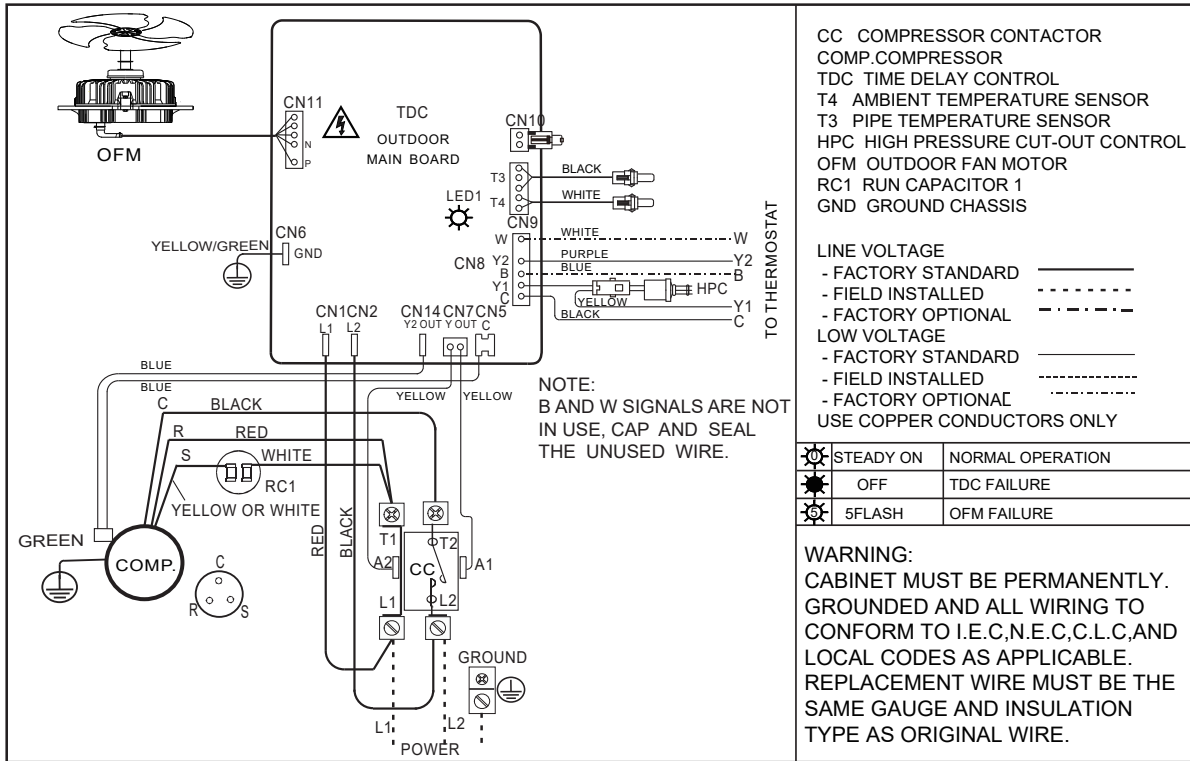 CN11
N
P
OFM
TDC
OUTDOOR
MAIN BOARD
CN10
T3
BLACK
T4
WHITE
LED1
CN9
CN6
GND
YELLOW/GREEN
CN8
W
WHITE
W
Y2
PURPLE
Y2
B
BLUE
B
Y1
HPC
YELLOW
Y1
C
BLACK
C
TO THERMOSTAT
CN1CN2
L1 L2
CN14 CN7 CN5
Y2 OUT Y OUT C
BLUE
BLUE
YELLOW YELLOW
C BLACK
R RED
S WHITE
RC1
YELLOW OR WHITE
GREEN
COMP.
C
R S
RED
BLACK
T1 T2
A2 CC A1
L1 L2
GROUND
L1 L2
POWER
NOTE:
B AND W SIGNALS ARE NOT
IN USE, CAP AND SEAL
THE UNUSED WIRE.
CC COMPRESSOR CONTACTOR
COMP.COMPRESSOR
TDC TIME DELAY CONTROL
T4 AMBIENT TEMPERATURE SENSOR
T3 PIPE TEMPERATURE SENSOR
HPC HIGH PRESSURE CUT-OUT CONTROL
OFM OUTDOOR FAN MOTOR
RC1 RUN CAPACITOR 1
GND GROUND CHASSIS
LINE VOLTAGE
- FACTORY STANDARD
- FIELD INSTALLED
- FACTORY OPTIONAL
LOW VOLTAGE
- FACTORY STANDARD
- FIELD INSTALLED
- FACTORY OPTIONAL
USE COPPER CONDUCTORS ONLY
0 STEADY ON NORMAL OPERATION
OFF TDC FAILURE
5 5FLASH OFM FAILURE
WARNING:
CABINET MUST BE PERMANENTLY.
GROUNDED AND ALL WIRING TO
CONFORM TO I.E.C,N.E.C,C.L.C,AND
LOCAL CODES AS APPLICABLE.
REPLACEMENT WIRE MUST BE THE
SAME GAUGE AND INSULATION
TYPE AS ORIGINAL WIRE.